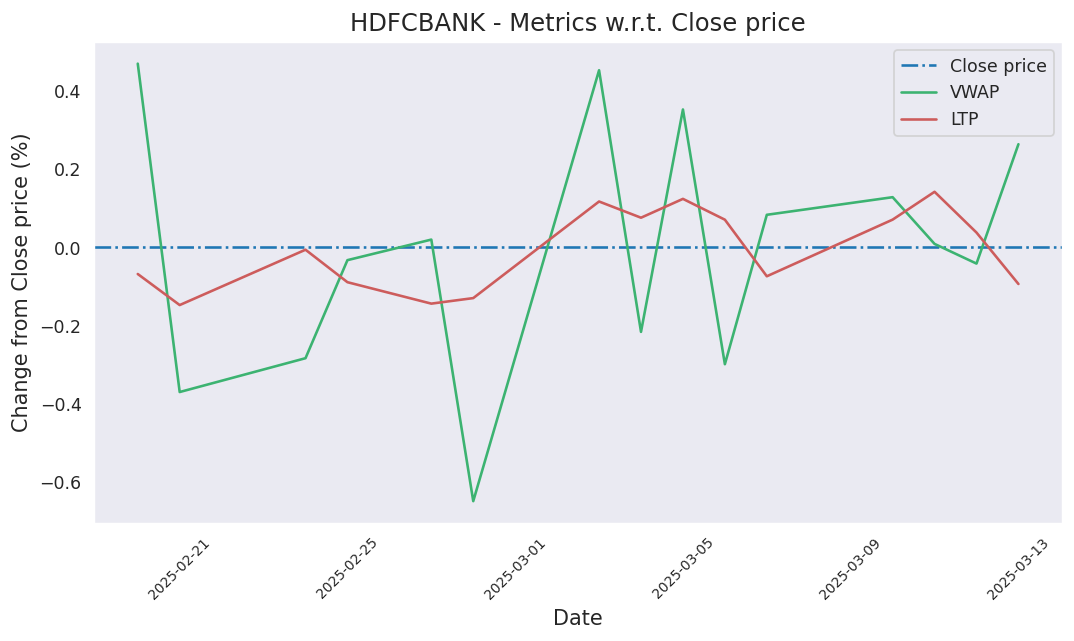 HDFCBANK - Metrics w.r.t. Close price
Close price
VWAP
LTP
Change from Close price (%)
0.4
0.2
0.0
−0.2
−0.4
−0.6
2025-02-21
2025-02-25
2025-03-01
2025-03-05
2025-03-09
2025-03-13
Date